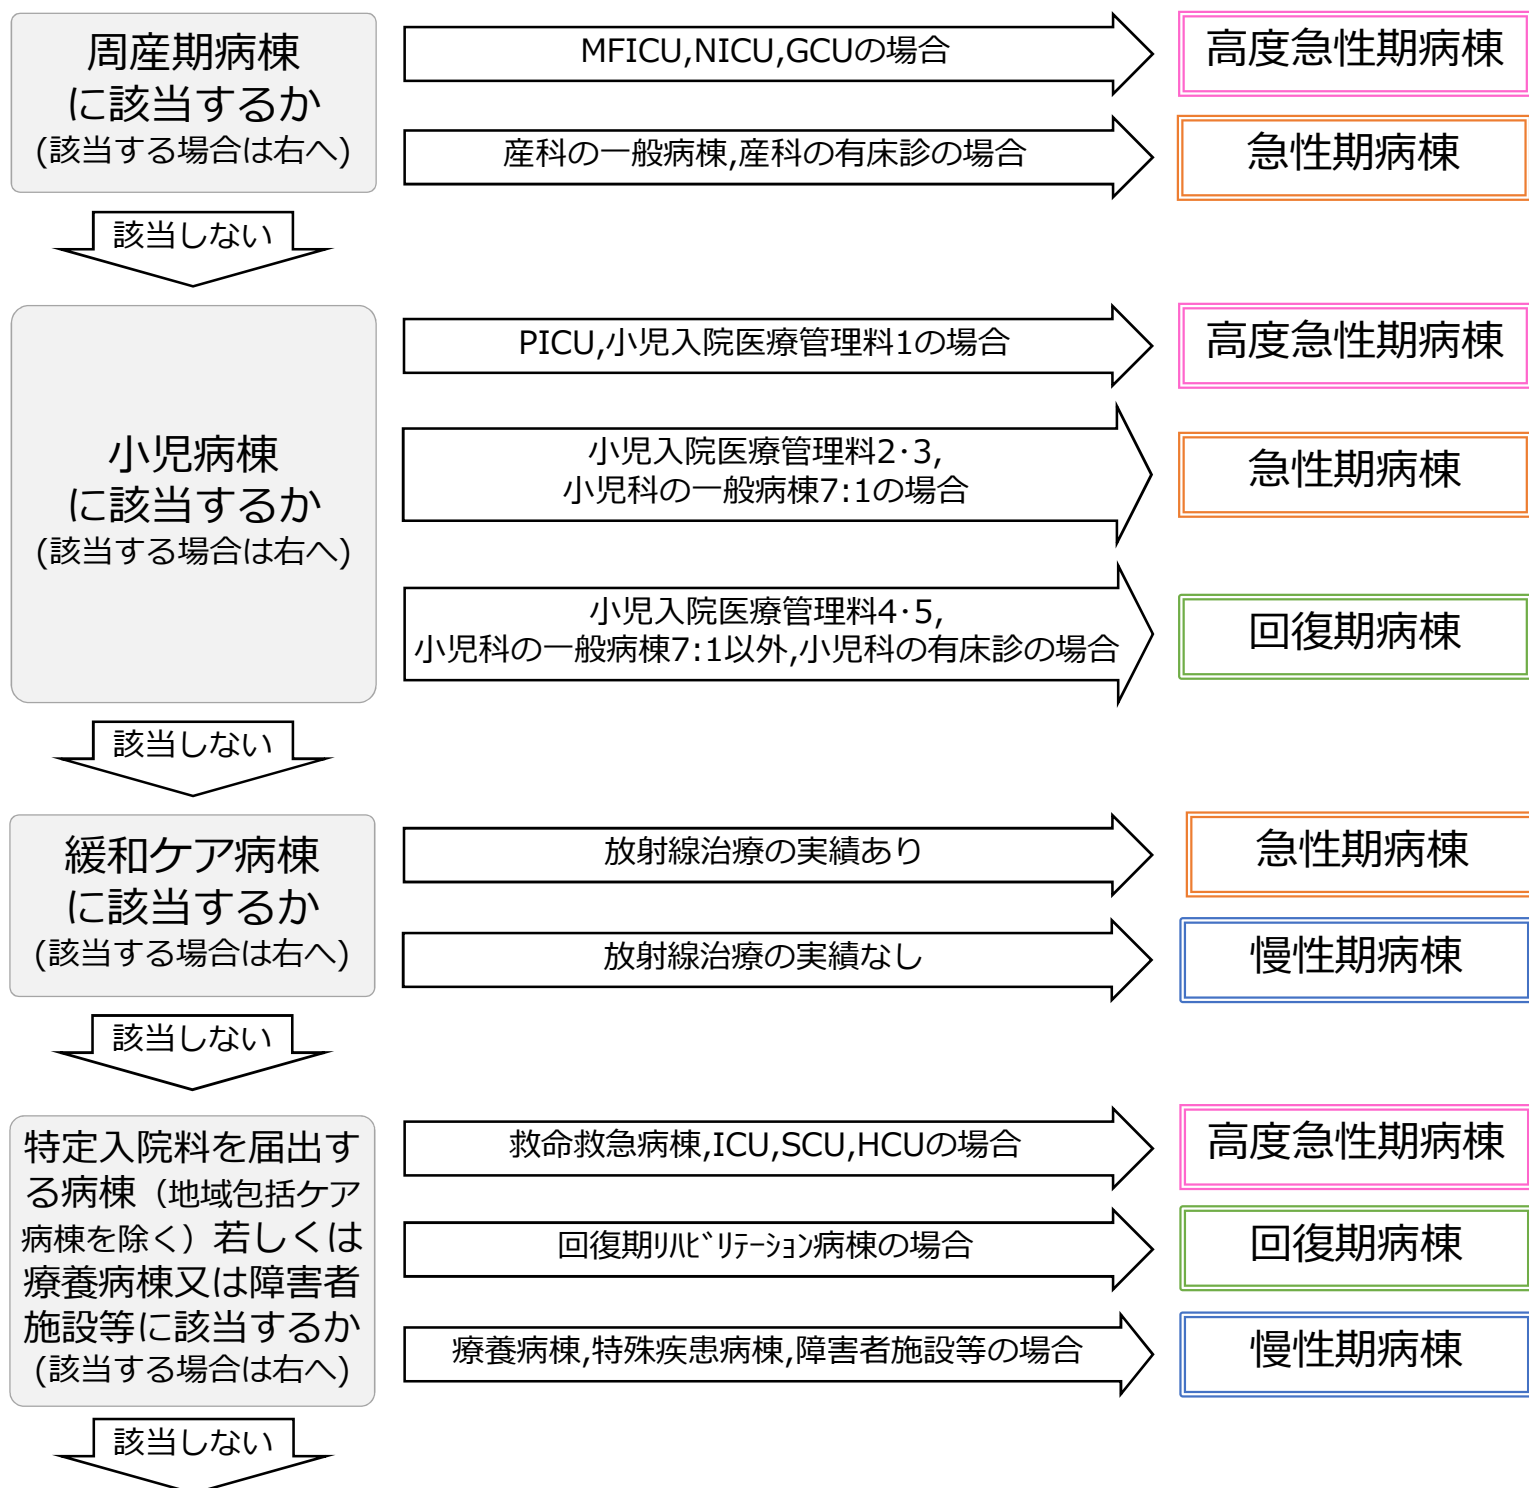 周産期病棟
に該当するか
(該当する場合は右へ)
MFICU,NICU,GCUの場合
高度急性期病棟
産科の一般病棟,産科の有床診の場合
急性期病棟
該当しない
小児病棟
に該当するか
(該当する場合は右へ)
PICU,小児入院医療管理料1の場合
高度急性期病棟
小児入院医療管理料2･3,
小児科の一般病棟7:1の場合
急性期病棟
小児入院医療管理料4･5,
小児科の一般病棟7:1以外,小児科の有床診の場合
回復期病棟
該当しない
緩和ケア病棟
に該当するか
(該当する場合は右へ)
放射線治療の実績あり
急性期病棟
放射線治療の実績なし
慢性期病棟
該当しない
特定入院料を届出す
る病棟（地域包括ケア
病棟を除く）若しくは
療養病棟又は障害者
施設等に該当するか
(該当する場合は右へ)
救命救急病棟,ICU,SCU,HCUの場合
高度急性期病棟
回復期ﾘﾊﾋﾞﾘﾃｰｼｮﾝ病棟の場合
回復期病棟
療養病棟,特殊疾患病棟,障害者施設等の場合
慢性期病棟
該当しない